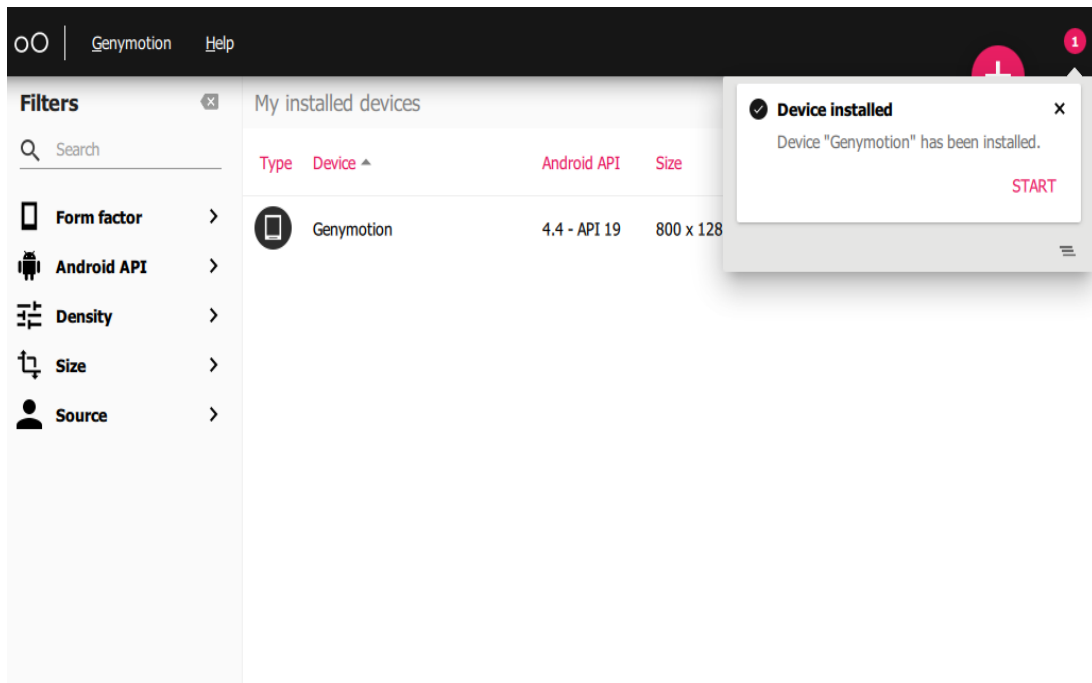 oO Genymotion Help
1
Filters
Search
Form factor
Android API
Density
Size
Source
My installed devices
Type Device Android API Size
Genymotion 4.4 - API 19 800 x 128
Device installed
Device "Genymotion" has been installed.
START